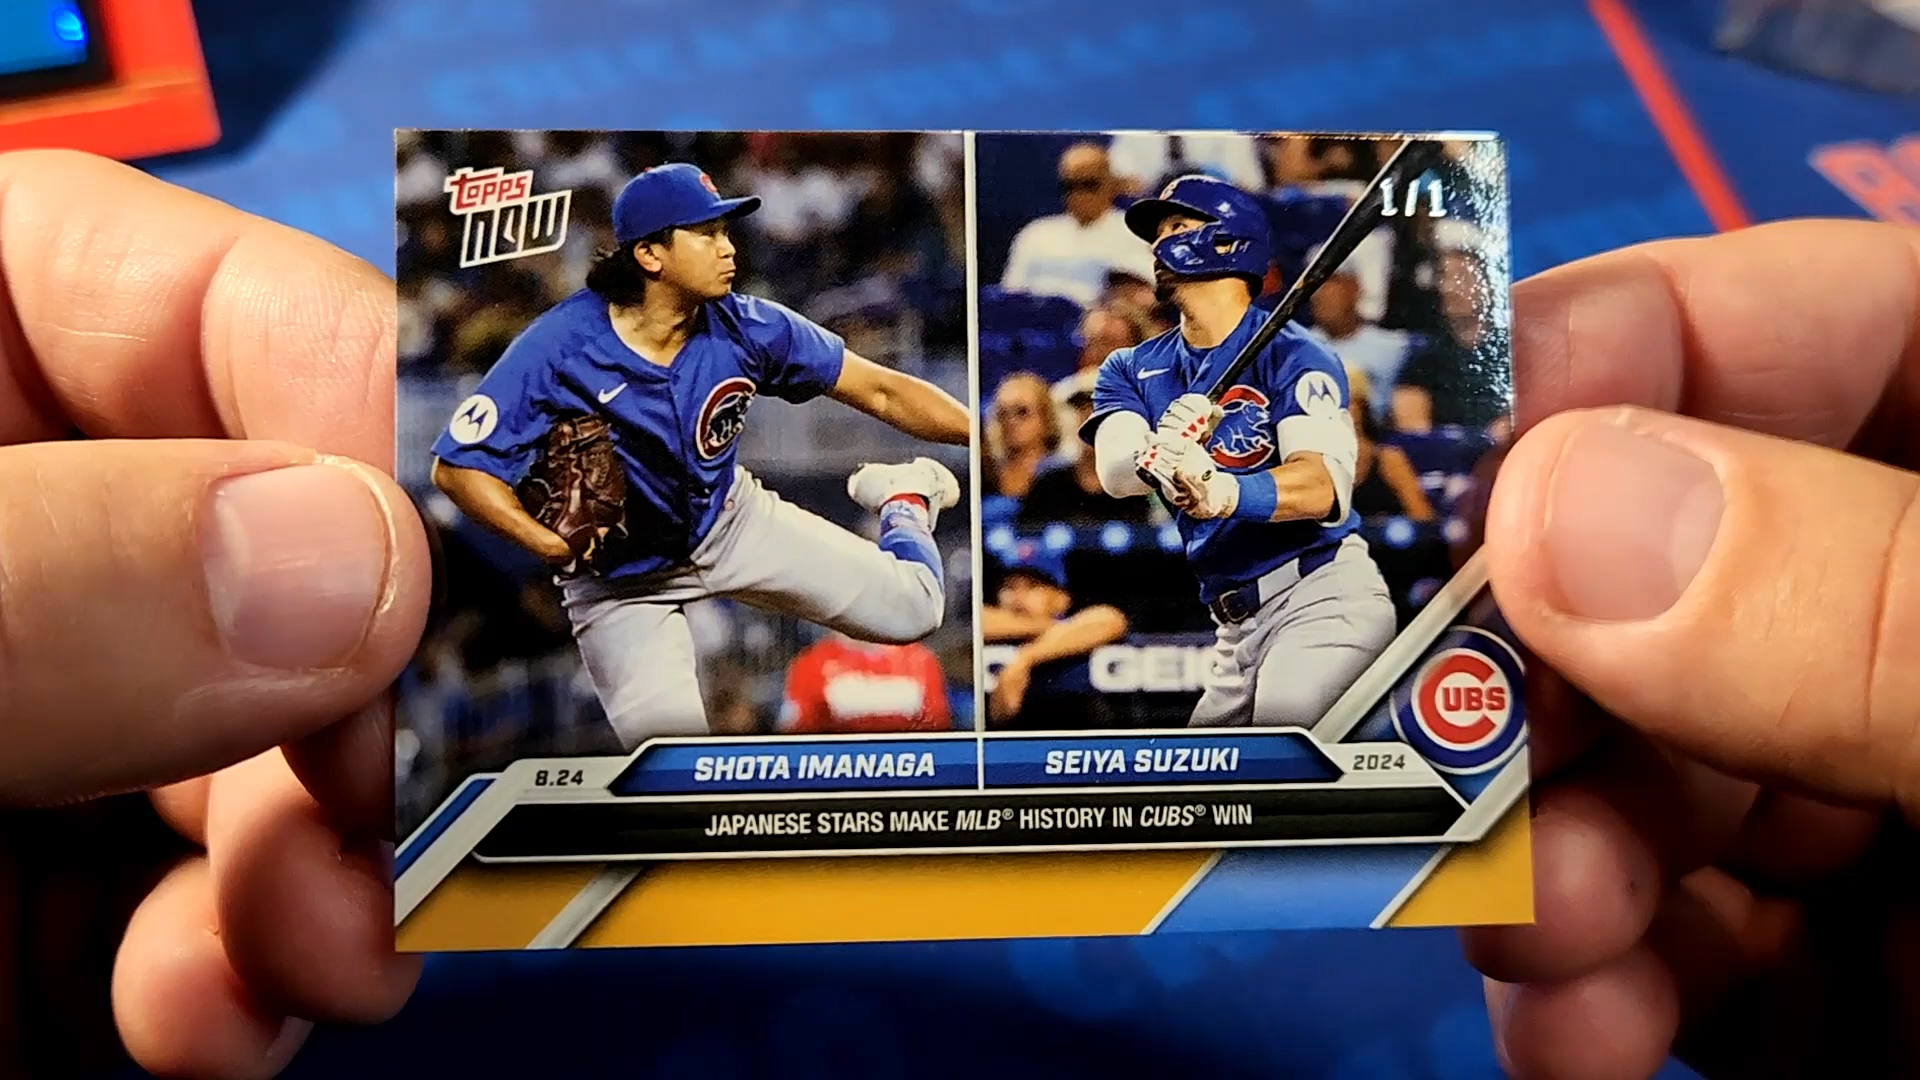 topps
now
1/1
GEIC
CUBS
8.24
SHOTA IMANAGA
SEIYA SUZUKI
2024
JAPANESE STARS MAKE MLB® HISTORY IN CUBS® WIN